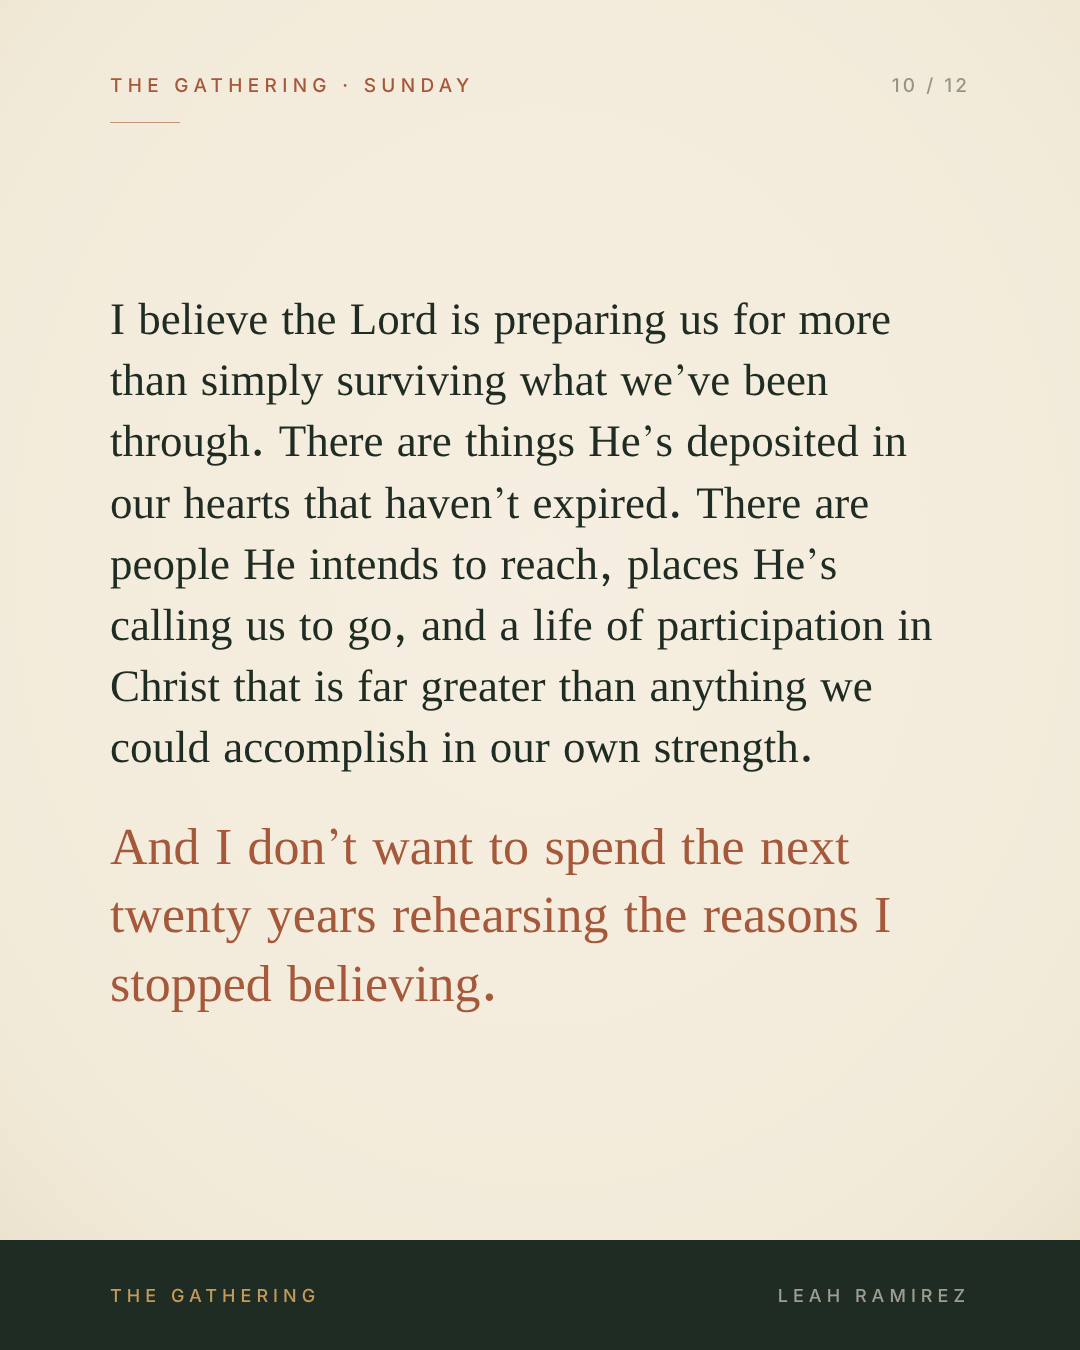 THE GATHERING · SUNDAY
10 / 12
I believe the Lord is preparing us for more
than simply surviving what we’ve been
through. There are things He’s deposited in
our hearts that haven’t expired. There are
people He intends to reach, places He’s
calling us to go, and a life of participation in
Christ that is far greater than anything we
could accomplish in our own strength.
And I don’t want to spend the next
twenty years rehearsing the reasons I
stopped believing.
THE GATHERING
LEAH RAMIREZ